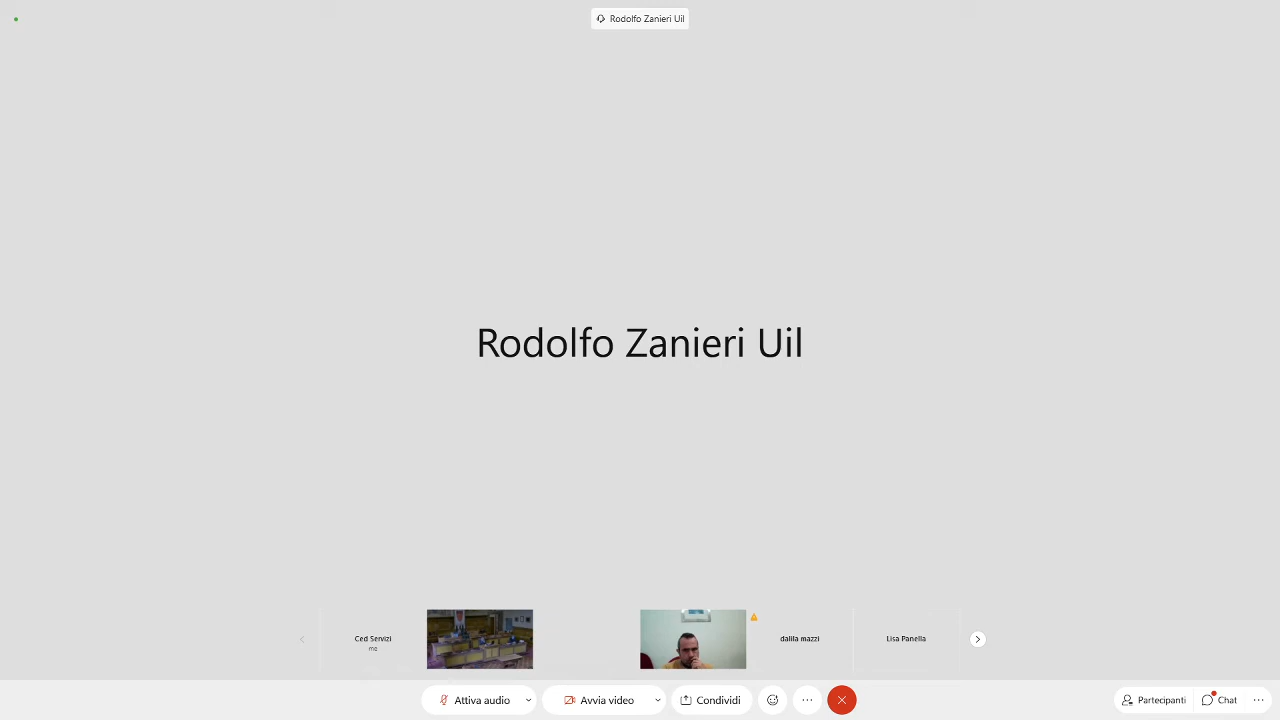 Rodolfo Zanieri Uil
Rodolfo Zanieri Uil
Ced Servizi
me
dalila mazzi
Lisa Panella
Attiva audio
Avvia video
Condividi
Partecipanti
Chat